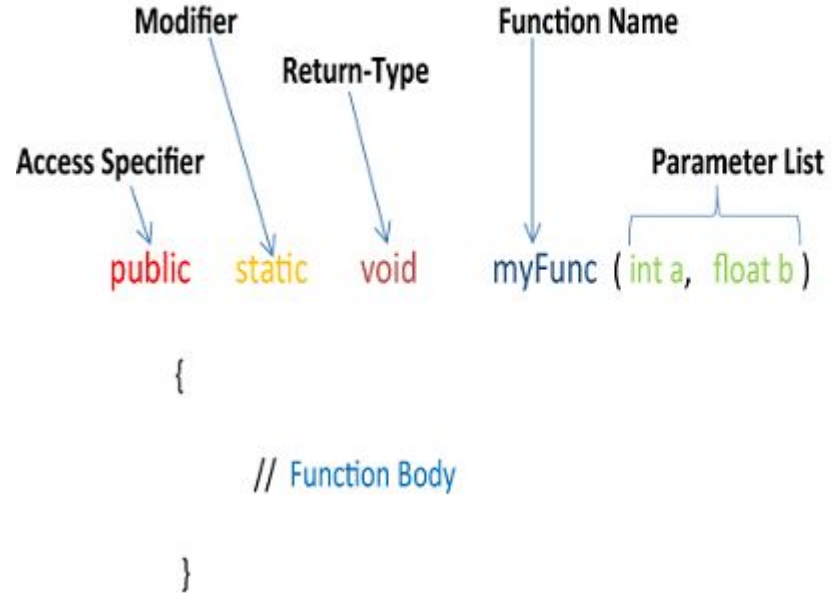 Modifier Function Name
Return-Type
Access Specifier Parameter List
public static void myFunc ( int a, float b )
{
// Function Body
}